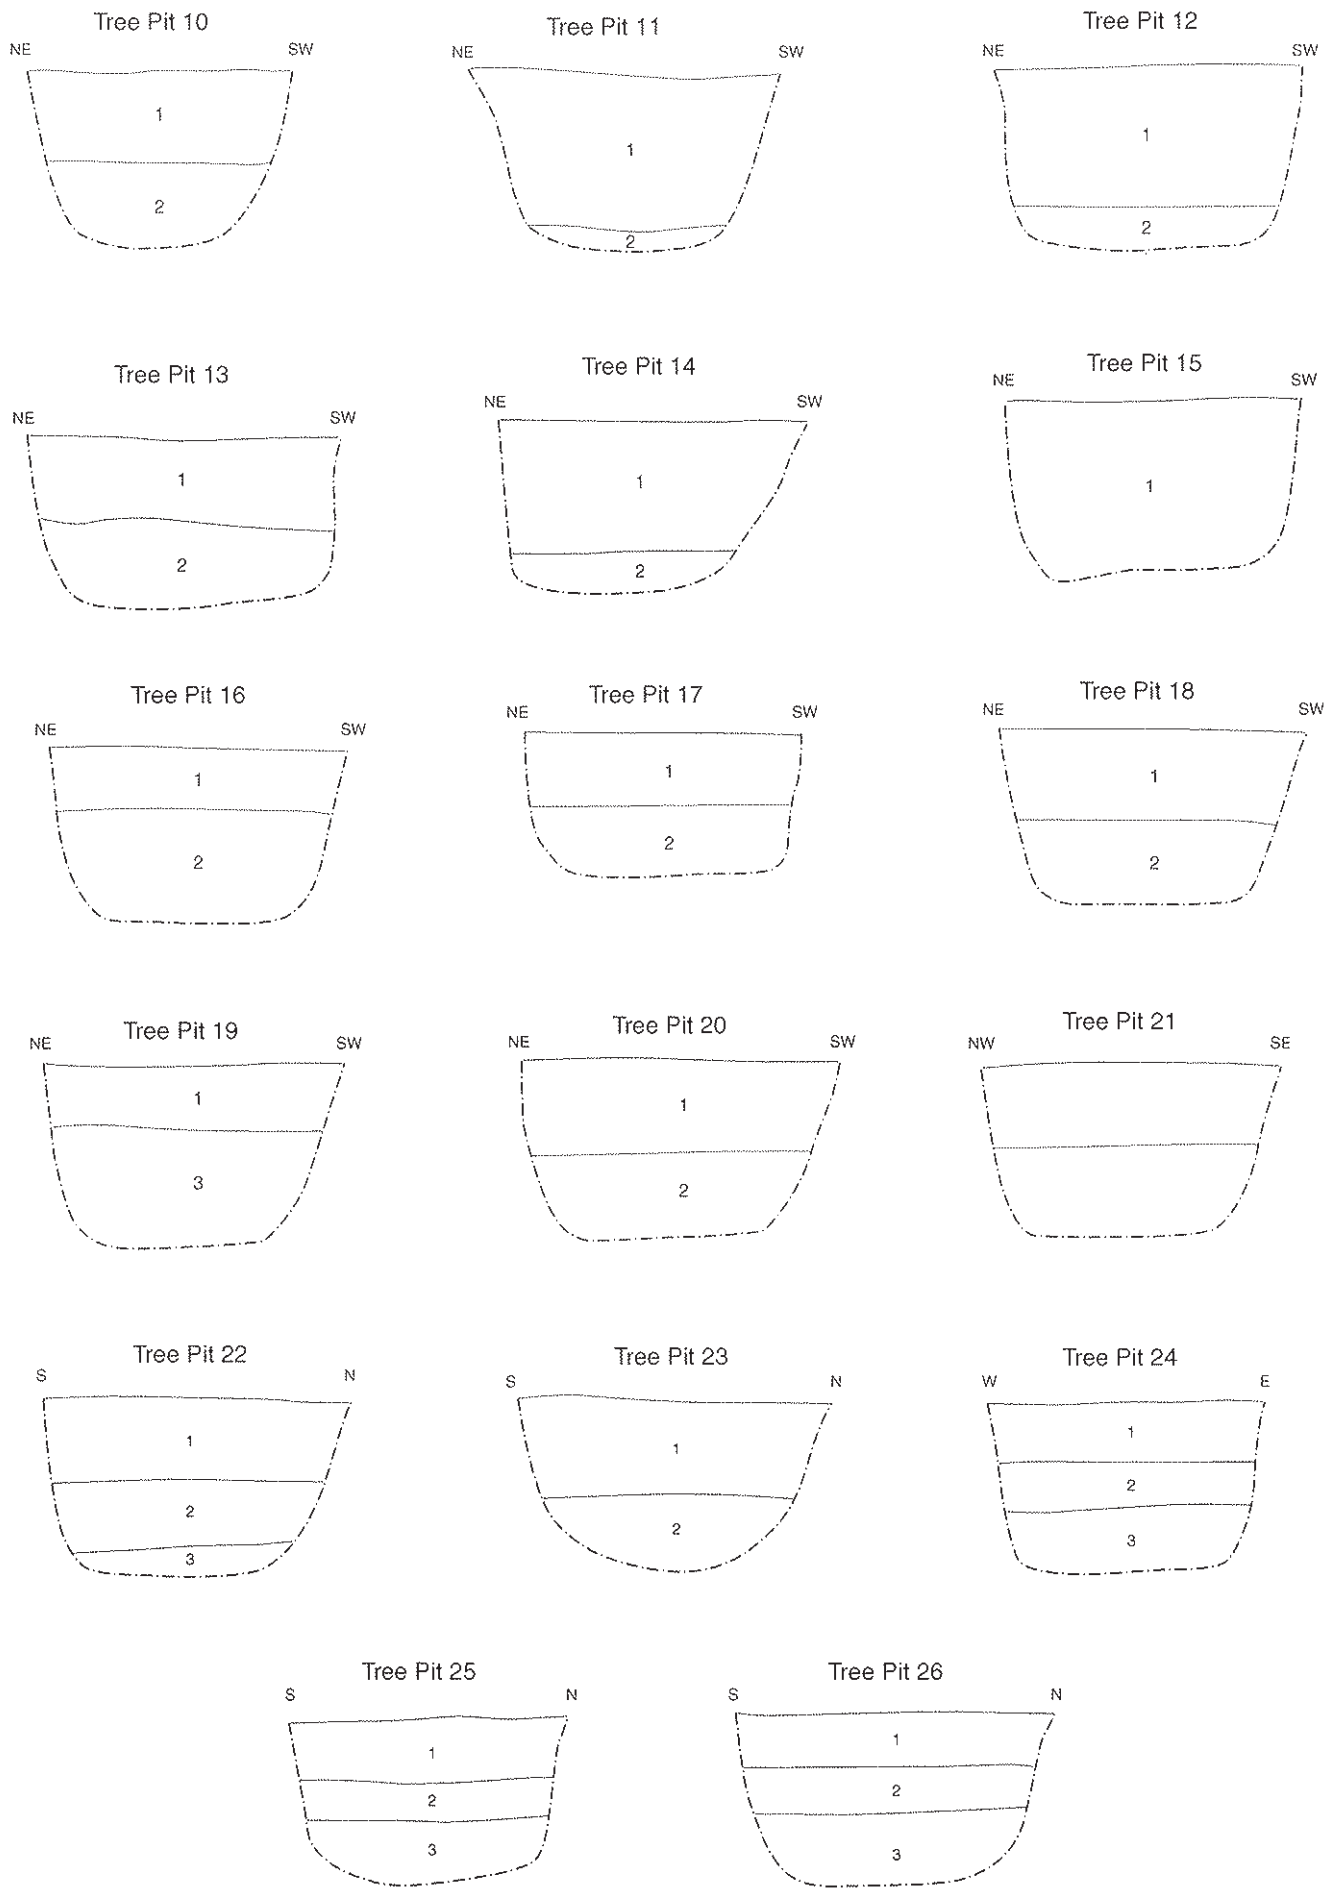 Tree Pit 10
NE SW
1
2
Tree Pit 11
NE SW
1
2
Tree Pit 12
NE SW
1
2
Tree Pit 13
NE SW
1
2
Tree Pit 14
NE SW
1
2
Tree Pit 15
NE SW
1
Tree Pit 16
NE SW
1
2
Tree Pit 17
NE SW
1
2
Tree Pit 18
NE SW
1
2
Tree Pit 19
NE SW
1
3
Tree Pit 20
NE SW
1
2
Tree Pit 21
NW SE
Tree Pit 22
S N
1
2
3
Tree Pit 23
S N
1
2
Tree Pit 24
W E
1
2
3
Tree Pit 25
S N
1
2
3
Tree Pit 26
S N
1
2
3